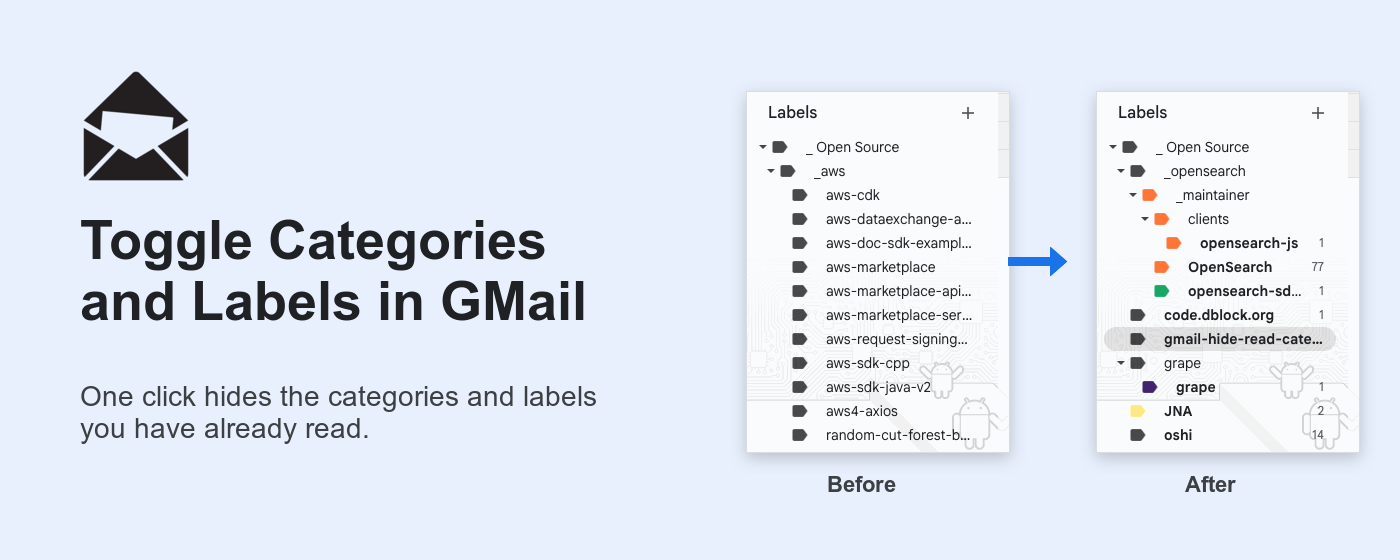 Toggle Categories
and Labels in GMail
One click hides the categories and labels
you have already read.
Labels +
_ Open Source
_aws
aws-cdk
aws-dataexchange-a...
aws-doc-sdk-exampl...
aws-marketplace
aws-marketplace-api...
aws-marketplace-ser...
aws-request-signing...
aws-sdk-cpp
aws-sdk-java-v2
aws4-axios
random-cut-forest-b...
Before
Labels +
_ Open Source
_opensearch
_maintainer
clients
opensearch-js 1
OpenSearch 77
opensearch-sd... 1
code.dblock.org 1
gmail-hide-read-cate...
grape
grape 1
JNA 2
oshi 14
After